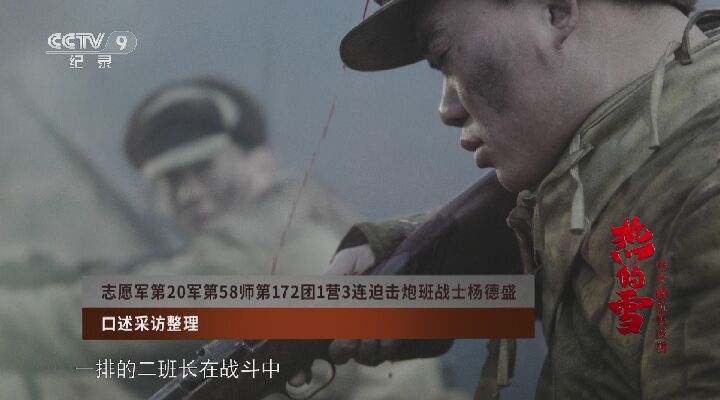 CCTV 9
纪录
热的雪
志愿军第20军第58师第172团1营3连迫击炮班战士杨德盛
口述采访整理
一排的二班长在战斗中